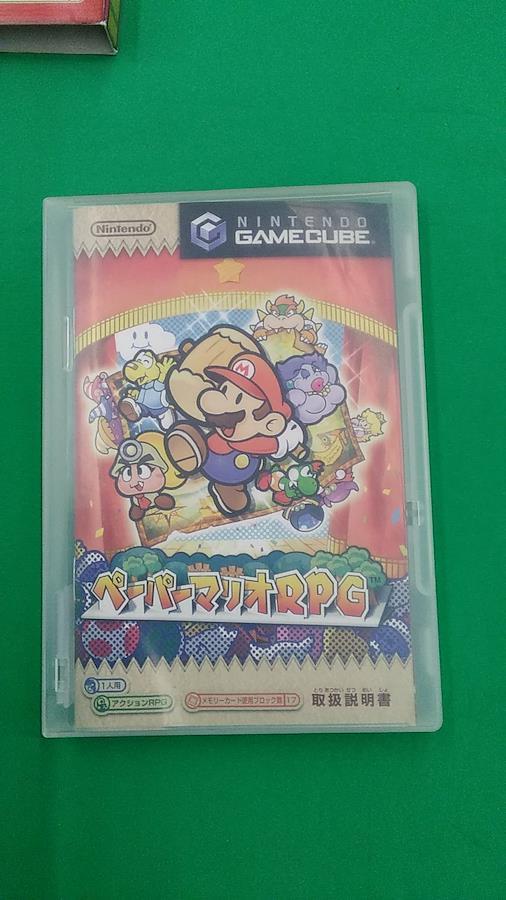 Nintendo
NINTENDO
GAMECUBE
M
ペーパーマリオRPG™
1人用
アクションRPG
メモリーカード使用ブロック数 17
とり あつかい せつ めい しょ
取扱説明書